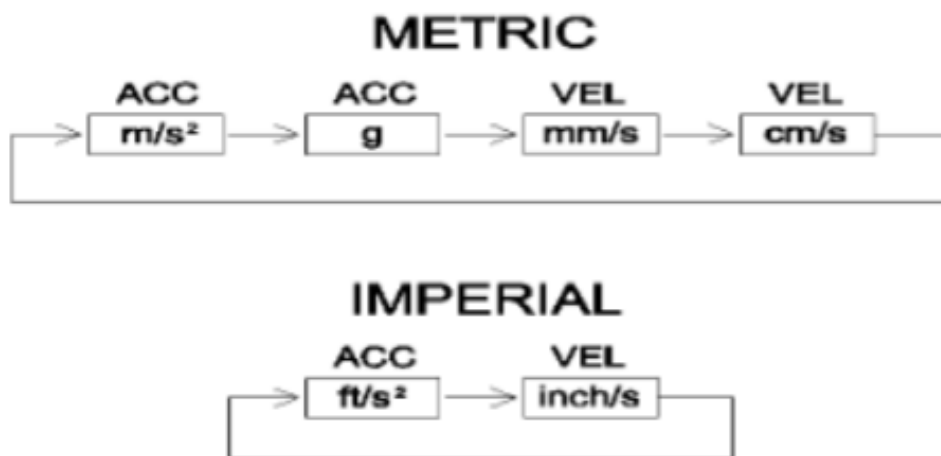 METRIC
ACC ACC VEL VEL
m/s² g mm/s cm/s
IMPERIAL
ACC VEL
ft/s² inch/s